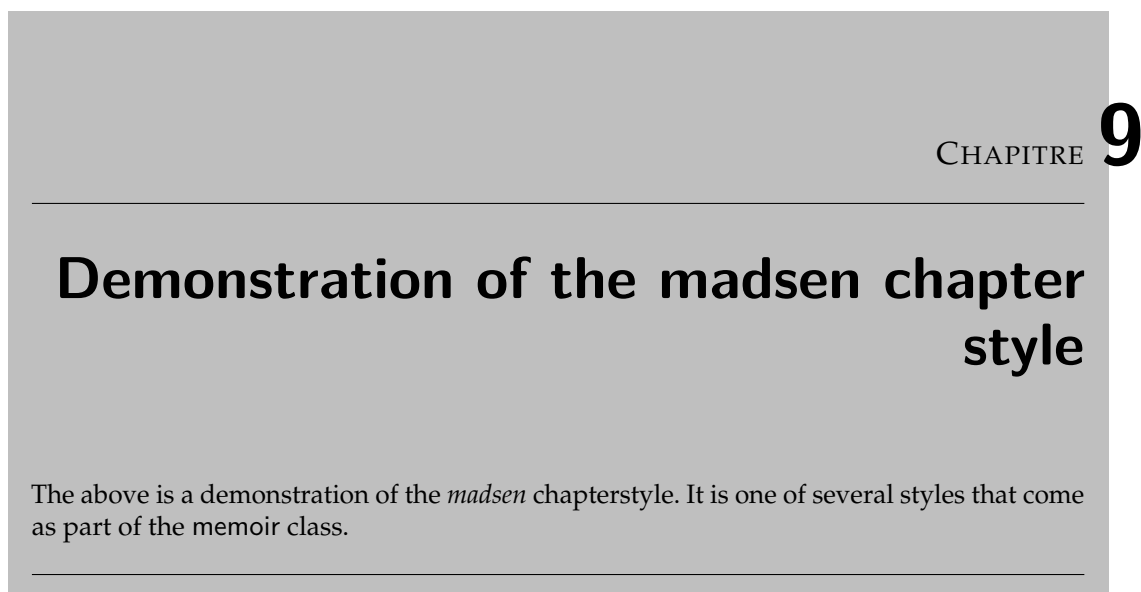 CHAPITRE 9
Demonstration of the madsen chapter
style
The above is a demonstration of the madsen chapterstyle. It is one of several styles that come
as part of the memoir class.